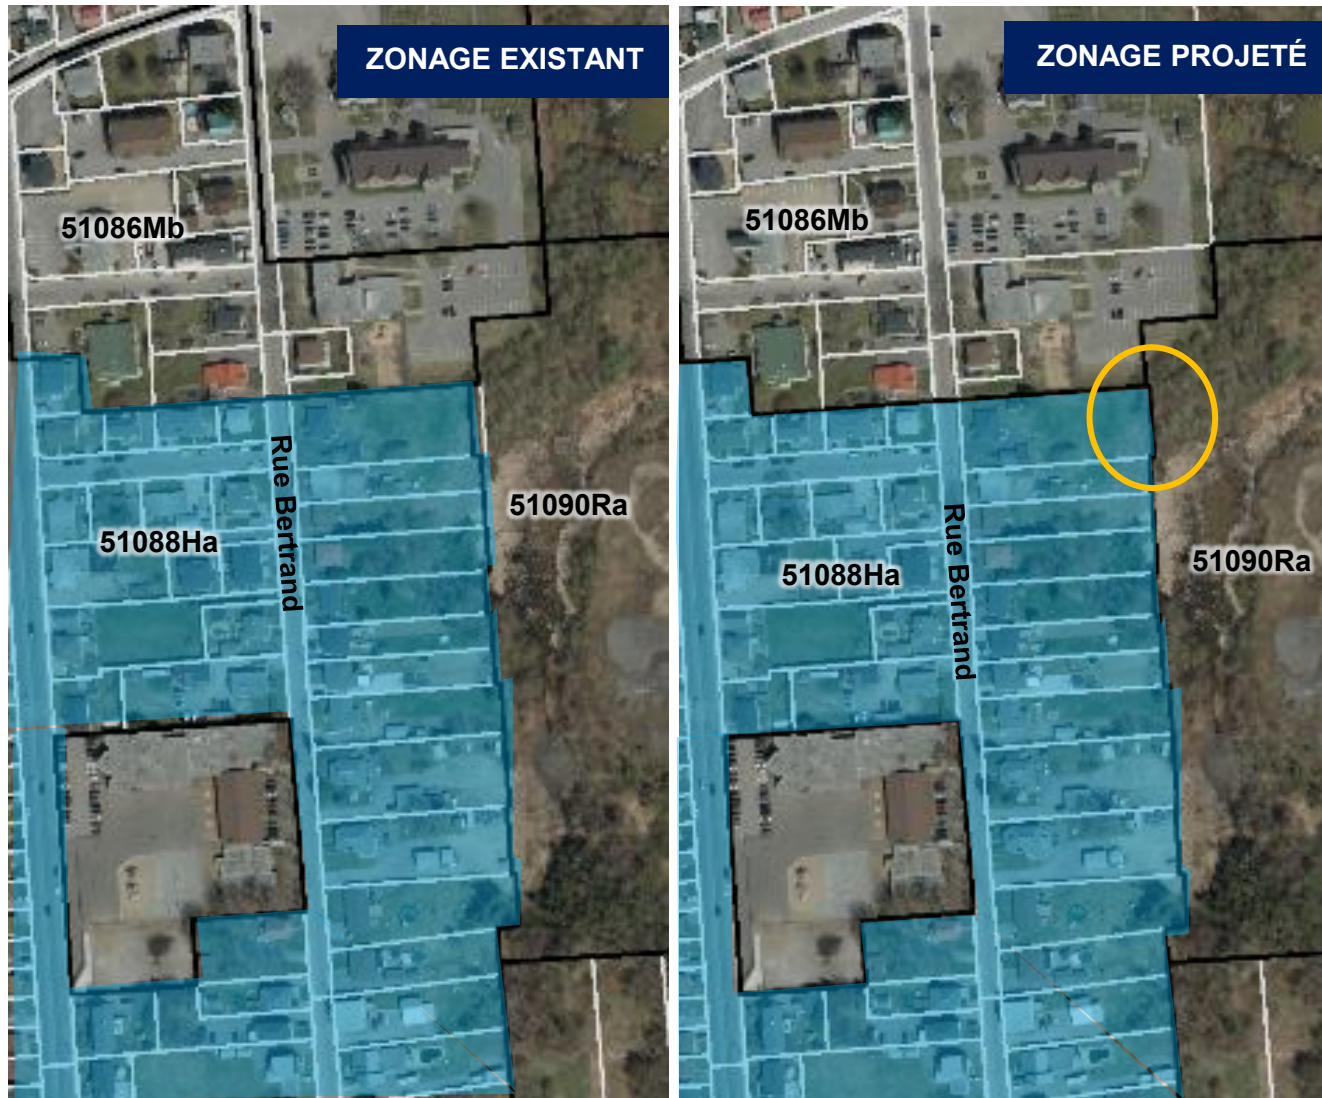 ZONAGE EXISTANT
51086Mb
Rue Bertrand
51090Ra
51088Ha
ZONAGE PROJETÉ
51086Mb
Rue Bertrand
51088Ha
51090Ra